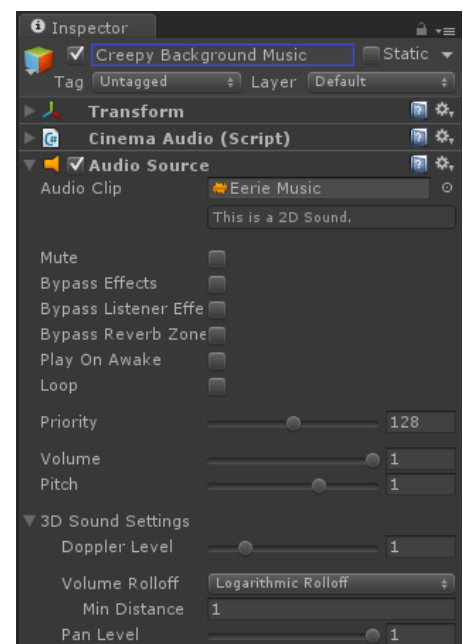 Inspector
Creepy Background Music Static
Tag Untagged Layer Default
Transform
Cinema Audio (Script)
Audio Source
Audio Clip Eerie Music
This is a 2D Sound.
Mute
Bypass Effects
Bypass Listener Effe
Bypass Reverb Zone
Play On Awake
Loop
Priority 128
Volume 1
Pitch 1
3D Sound Settings
Doppler Level 1
Volume Rolloff Logarithmic Rolloff
Min Distance 1
Pan Level 1